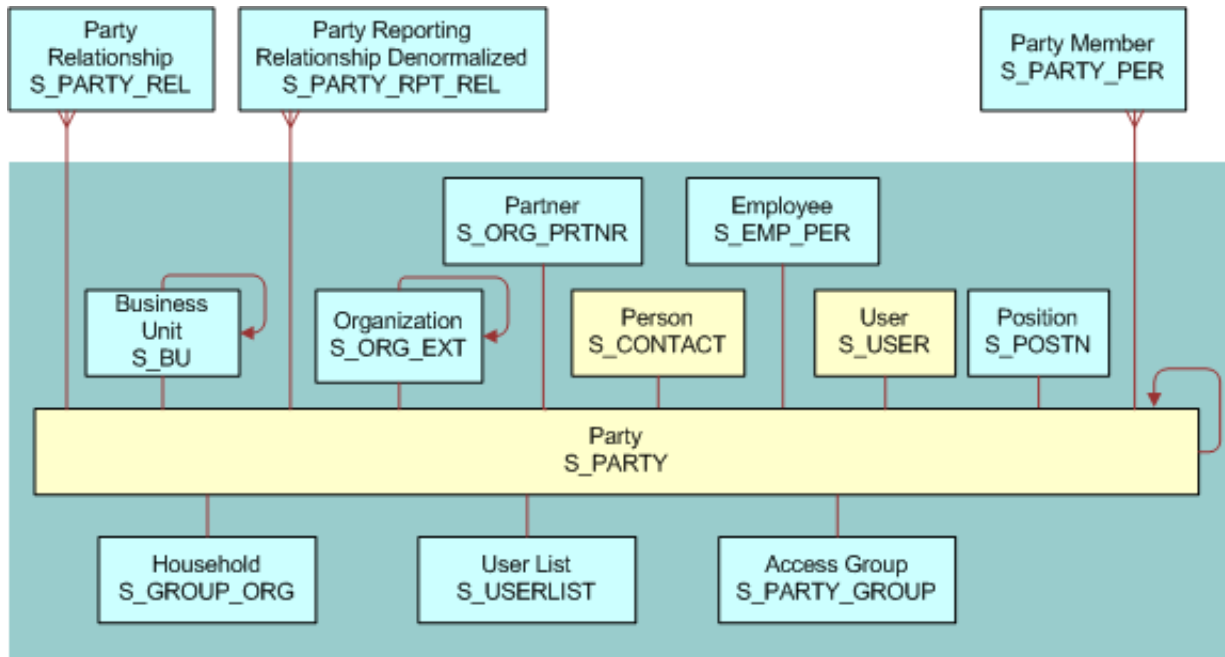 Party
Relationship
S_PARTY_REL
Party Reporting
Relationship Denormalized
S_PARTY_RPT_REL
Party Member
S_PARTY_PER
Partner
S_ORG_PRTNR
Employee
S_EMP_PER
Business
Unit
S_BU
Organization
S_ORG_EXT
Person
S_CONTACT
User
S_USER
Position
S_POSTN
Party
S_PARTY
Household
S_GROUP_ORG
User List
S_USERLIST
Access Group
S_PARTY_GROUP